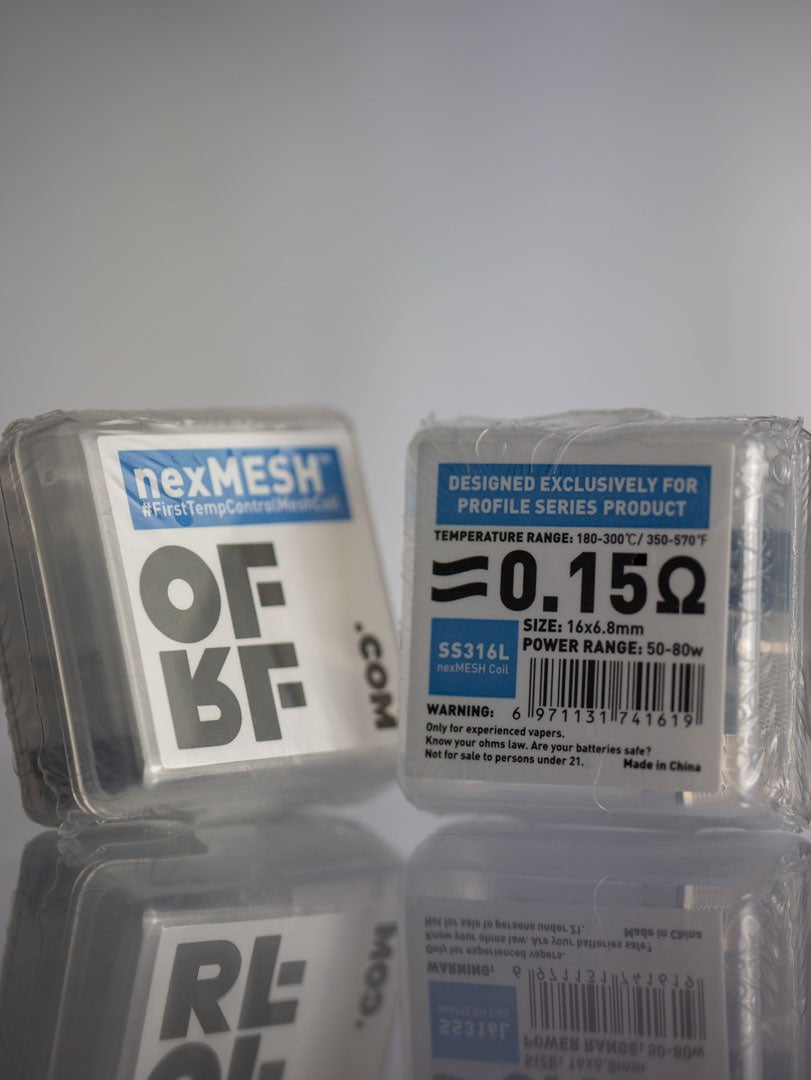 nexMESH™
#FirstTempControlMeshCoil
OF
RF
.COM
DESIGNED EXCLUSIVELY FOR
PROFILE SERIES PRODUCT
TEMPERATURE RANGE: 180-300℃/ 350-570℉
≈0.15Ω
SIZE: 16x6.8mm
POWER RANGE: 50-80w
SS316L
nexMESH Coil
6 971131 741619
WARNING:
Only for experienced vapers.
Know your ohms law. Are your batteries safe?
Not for sale to persons under 21.
Made in China